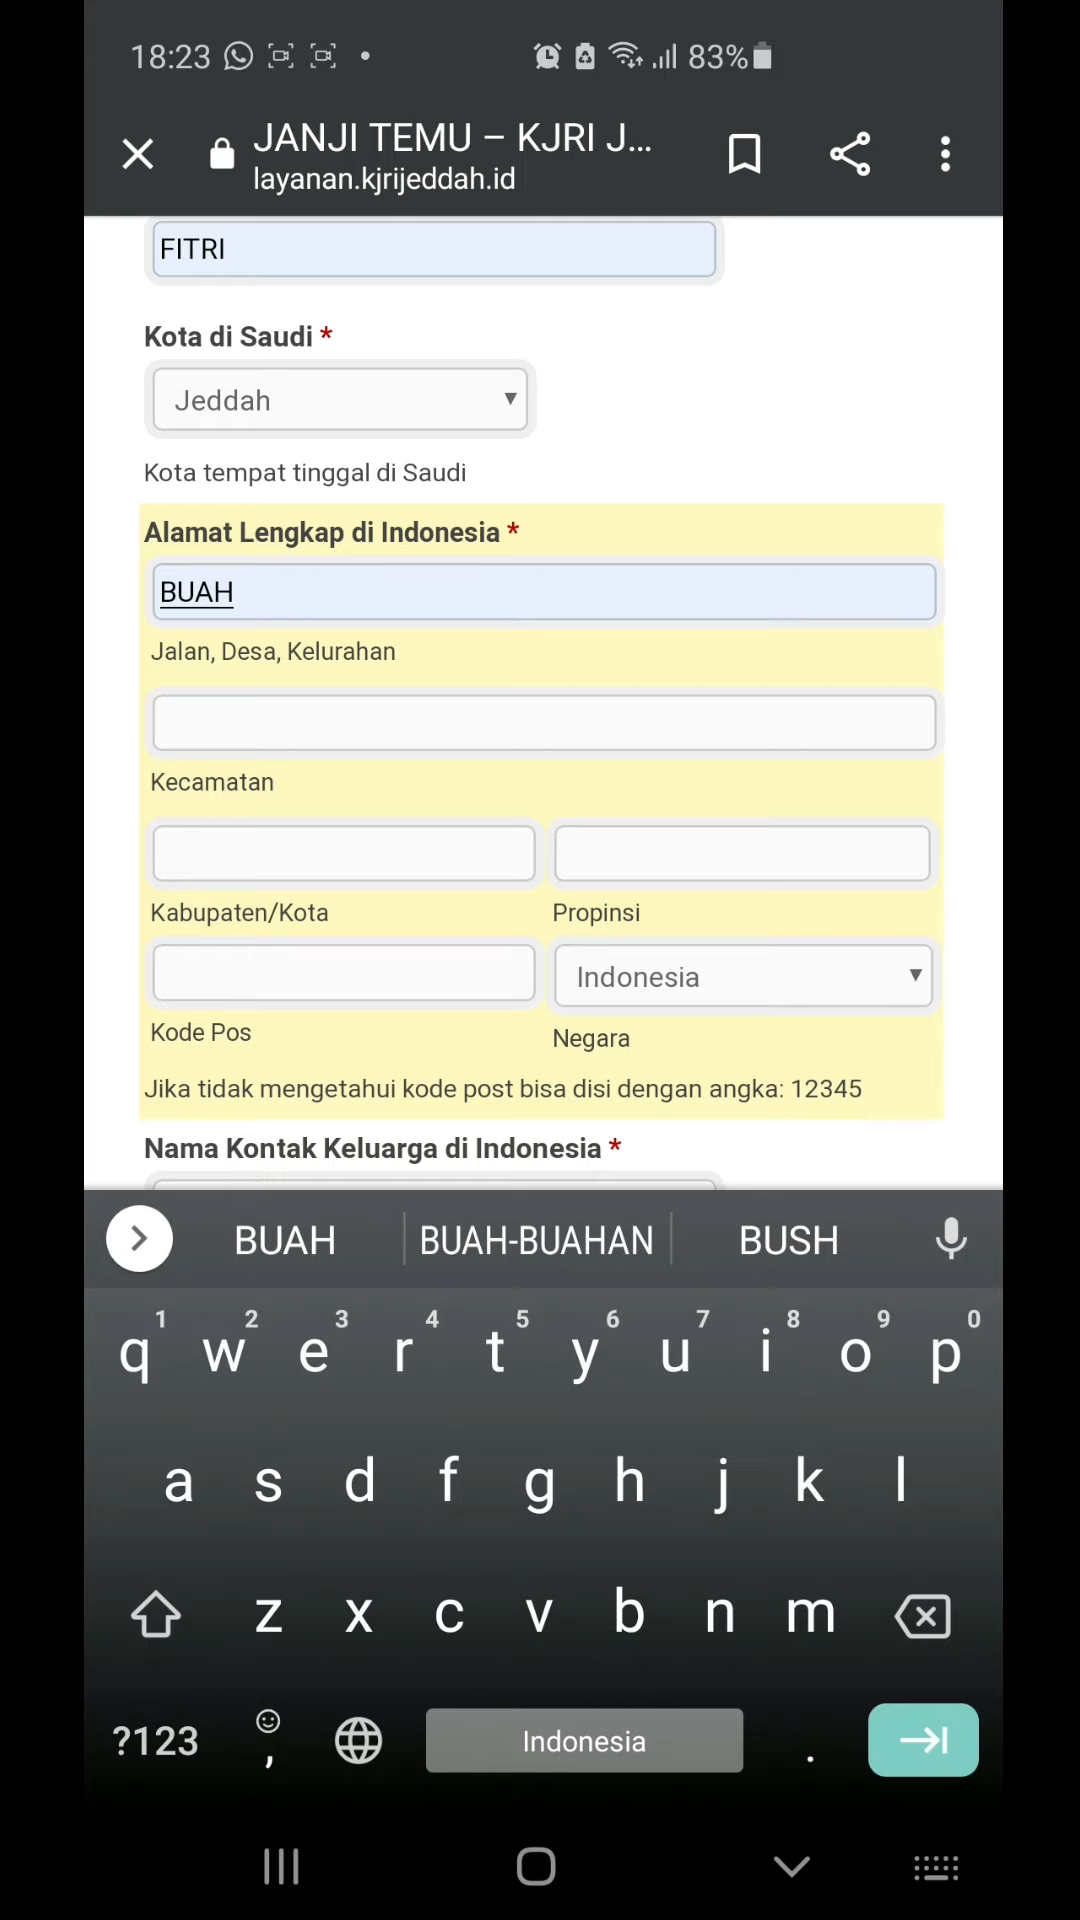 18:23 83%
JANJI TEMU – KJRI J...
layanan.kjrijeddah.id
FITRI
Kota di Saudi *
Jeddah
Kota tempat tinggal di Saudi
Alamat Lengkap di Indonesia *
BUAH
Jalan, Desa, Kelurahan
Kecamatan
Kabupaten/Kota Propinsi
Indonesia
Kode Pos Negara
Jika tidak mengetahui kode post bisa disi dengan angka: 12345
Nama Kontak Keluarga di Indonesia *
BUAH BUAH-BUAHAN BUSH
1 2 3 4 5 6 7 8 9 0
q w e r t y u i o p
a s d f g h j k l
z x c v b n m
?123 , Indonesia .